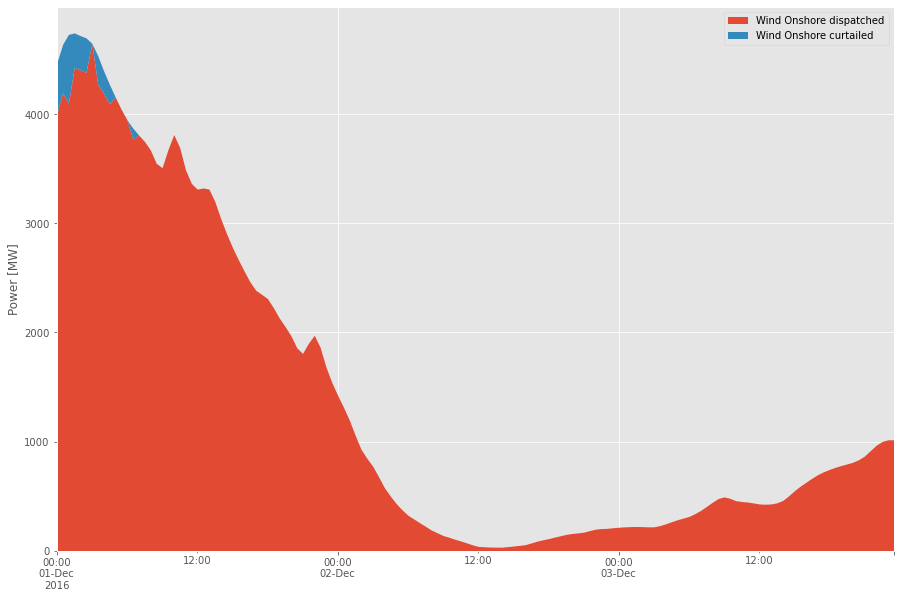 Wind Onshore dispatched
Wind Onshore curtailed
Power [MW]
4000
3000
2000
1000
0
00:00
01-Dec
2016
12:00
00:00
02-Dec
12:00
00:00
03-Dec
12:00